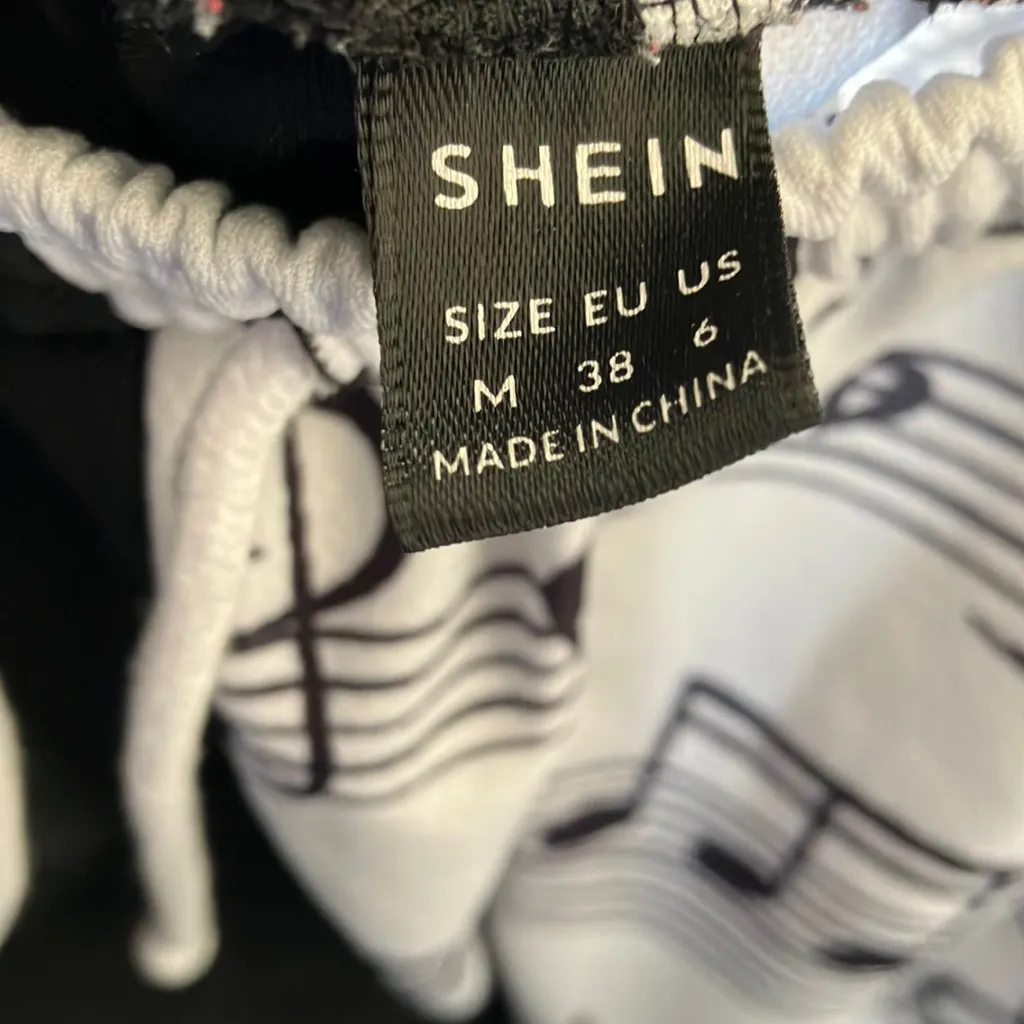 SHEIN
SIZE EU US
M 38 6
MADE IN CHINA